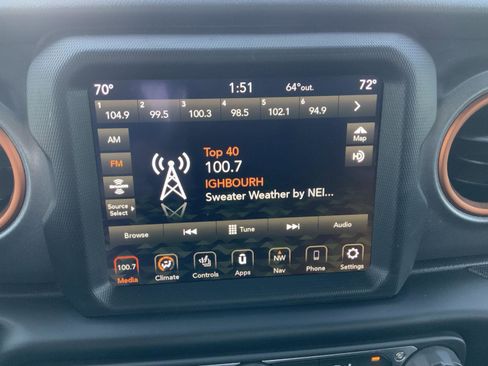 70° 1:51 64°out. 72°
1 2 3 4 5 6
104.9 99.5 100.3 98.5 102.1 94.9
AM
FM
Source Select
Top 40
100.7
IGHBOURH
Sweater Weather by NEI...
Map
HD
Browse Tune Audio
100.7 NW
Media Climate Controls Apps Nav Phone Settings